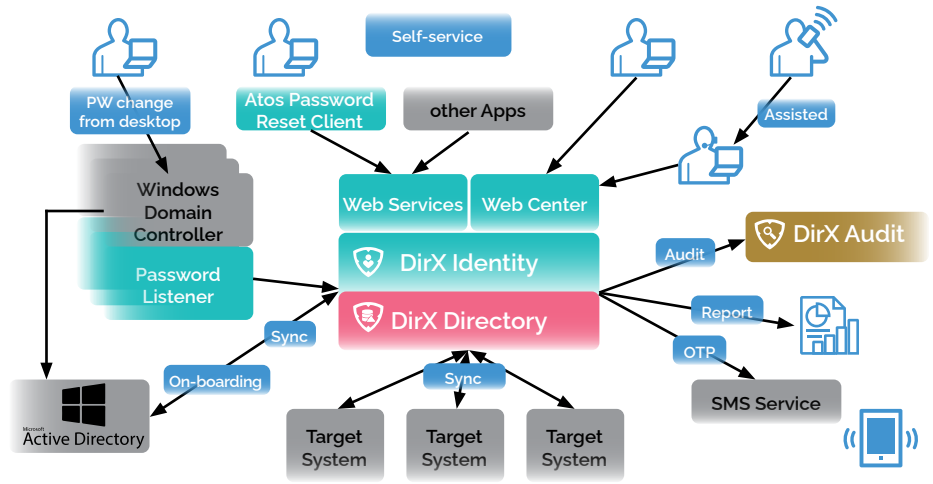 Self-service
PW change
from desktop
Atos Password
Reset Client
other Apps
Assisted
Windows
Domain
Controller
Web Services
Web Center
DirX Audit
Audit
DirX Identity
Password
Listener
DirX Directory
Report
Sync
OTP
On-boarding
Sync
SMS Service
Microsoft
Active Directory
Target
System
Target
System
Target
System